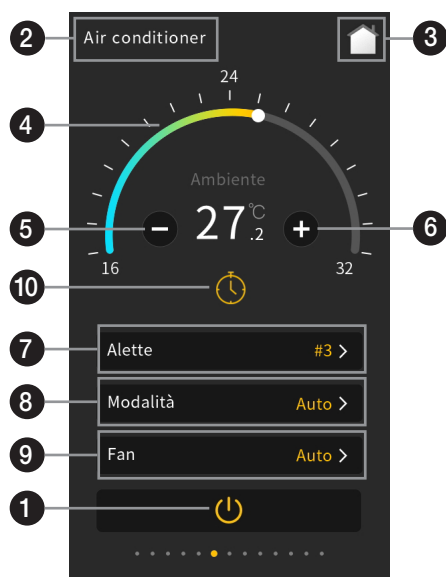 2 Air conditioner 3
24
4
Ambiente
5 − 27.2 °C + 6
16 32
10
7 Alette #3 >
8 Modalità Auto >
9 Fan Auto >
1